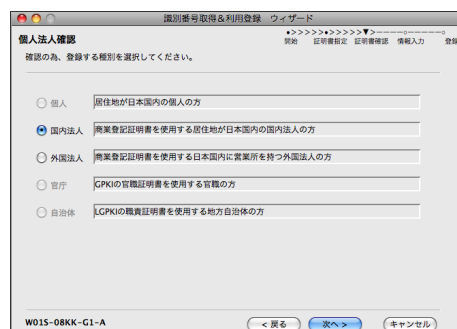 識別番号取得&利用登録 ウィザード
個人法人確認
●>>>>>●>>>>>▼>-----○-----○
開始 証明書指定 証明書確認 情報入力 登録
確認の為、登録する種別を選択してください。
個人 居住地が日本国内の個人の方
国内法人 商業登記証明書を使用する居住地が日本国内の国内法人の方
外国法人 商業登記証明書を使用する日本国内に営業所を持つ外国法人の方
官庁 GPKIの官職証明書を使用する官職の方
自治体 LGPKIの職責証明書を使用する地方自治体の方
W01S-08KK-G1-A
< 戻る 次へ > キャンセル